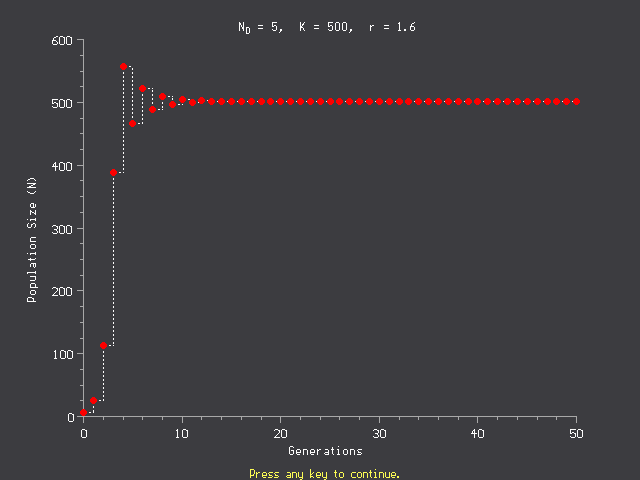 N_D = 5, K = 500, r = 1.6
600
500
400
300
200
100
0
Population Size (N)
0 10 20 30 40 50
Generations
Press any key to continue.